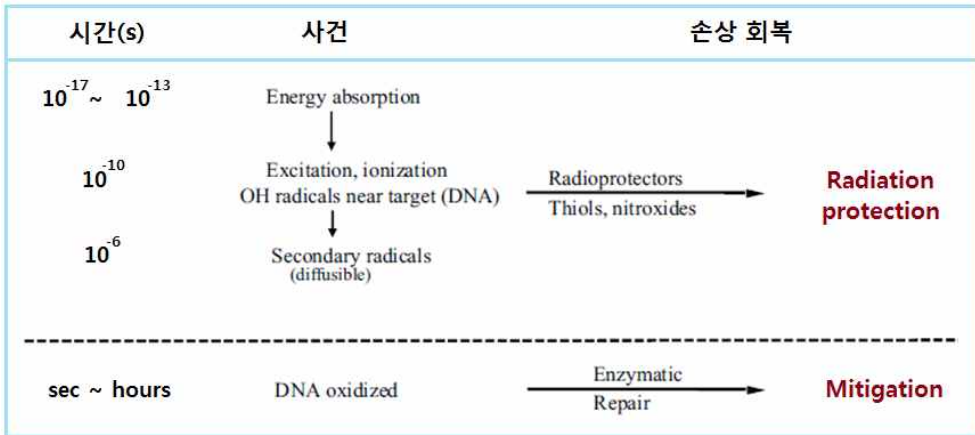 시간(s) 사건 손상 회복
10^-17 ~ 10^-13 Energy absorption
10^-10 Excitation, ionization
OH radicals near target (DNA)
Radioprotectors
Thiols, nitroxides
Radiation
protection
10^-6 Secondary radicals
(diffusible)
sec ~ hours DNA oxidized
Enzymatic
Repair
Mitigation